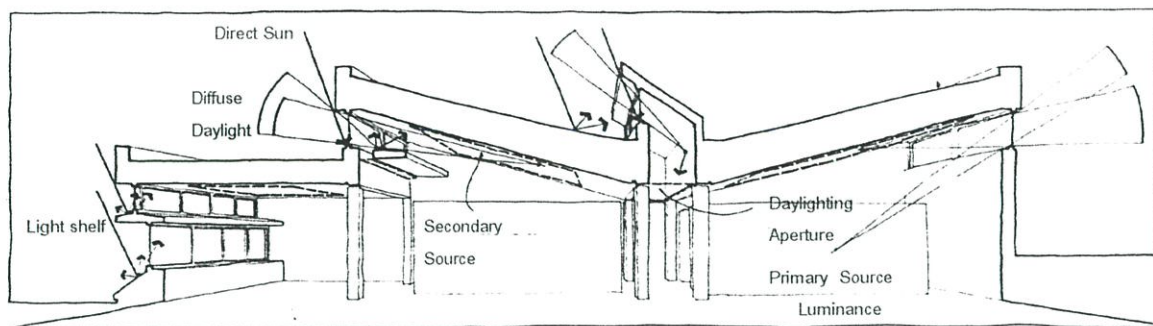 Direct Sun
Diffuse
Daylight
Light shelf
Secondary
Source
Daylighting
Aperture
Primary Source
Luminance